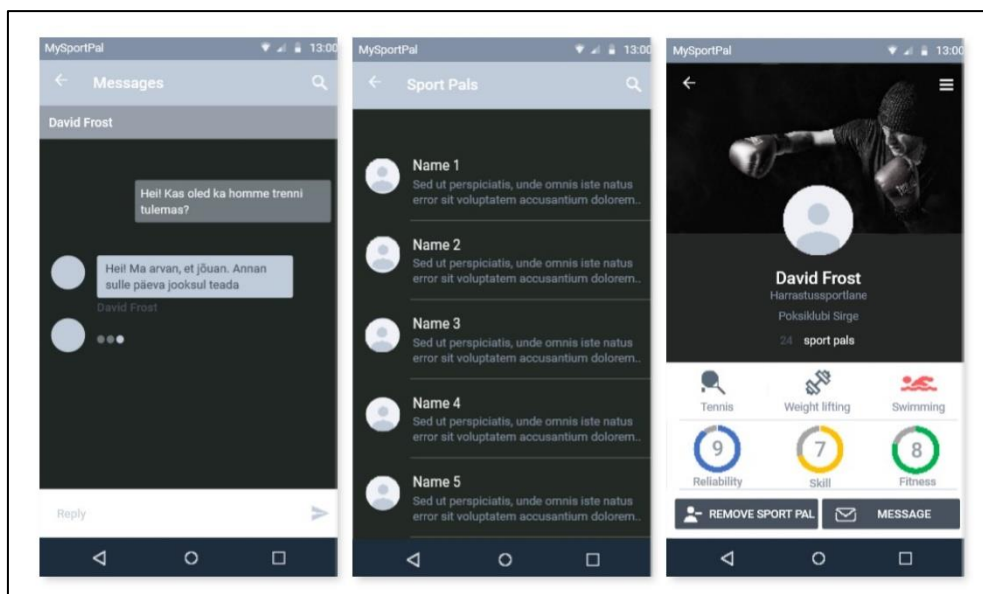 MySportPal 13:00
Messages
David Frost
Hei! Kas oled ka homme trenni
tulemas?
Hei! Ma arvan, et jõuan. Annan
sulle päeva jooksul teada
David Frost
Reply
MySportPal 13:00
Sport Pals
Name 1
Sed ut perspiciatis, unde omnis iste natus
error sit voluptatem accusantium dolorem..
Name 2
Sed ut perspiciatis, unde omnis iste natus
error sit voluptatem accusantium dolorem..
Name 3
Sed ut perspiciatis, unde omnis iste natus
error sit voluptatem accusantium dolorem..
Name 4
Sed ut perspiciatis, unde omnis iste natus
error sit voluptatem accusantium dolorem..
Name 5
Sed ut perspiciatis, unde omnis iste natus
error sit voluptatem accusantium dolorem..
MySportPal 13:00
David Frost
Harrastussportlane
Poksiklubi Sirge
24 sport pals
Tennis Weight lifting Swimming
9 7 8
Reliability Skill Fitness
REMOVE SPORT PAL MESSAGE